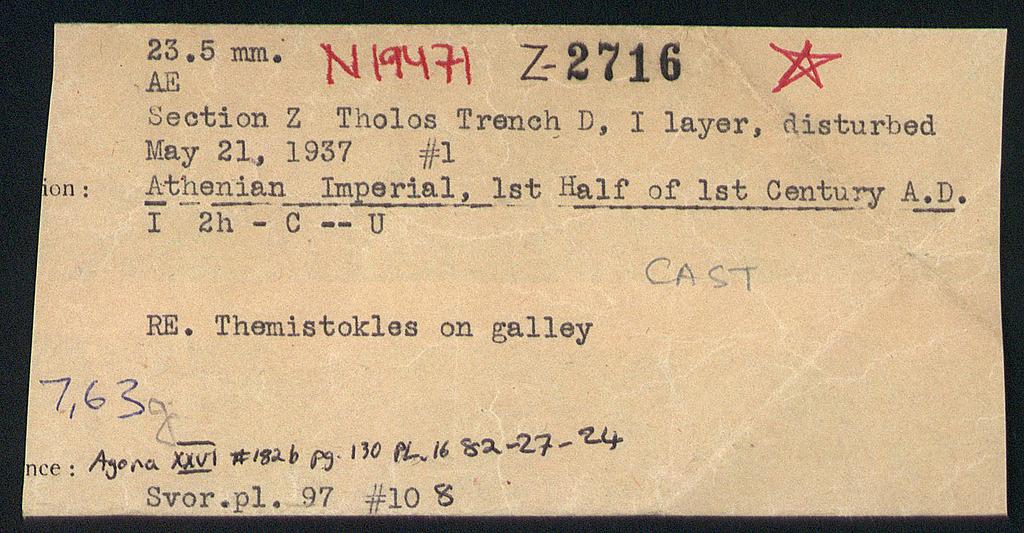 23.5 mm. N19471 Z-2716
AE
Section Z Tholos Trench D, I layer, disturbed
May 21, 1937 #1
ion: Athenian Imperial, 1st Half of 1st Century A.D.
I 2h - C -- U
CAST
RE. Themistokles on galley
7,63g
nce: Agora XXVI #182b pg. 130 PL. 16 82-27-24
Svor.pl. 97 #10 8